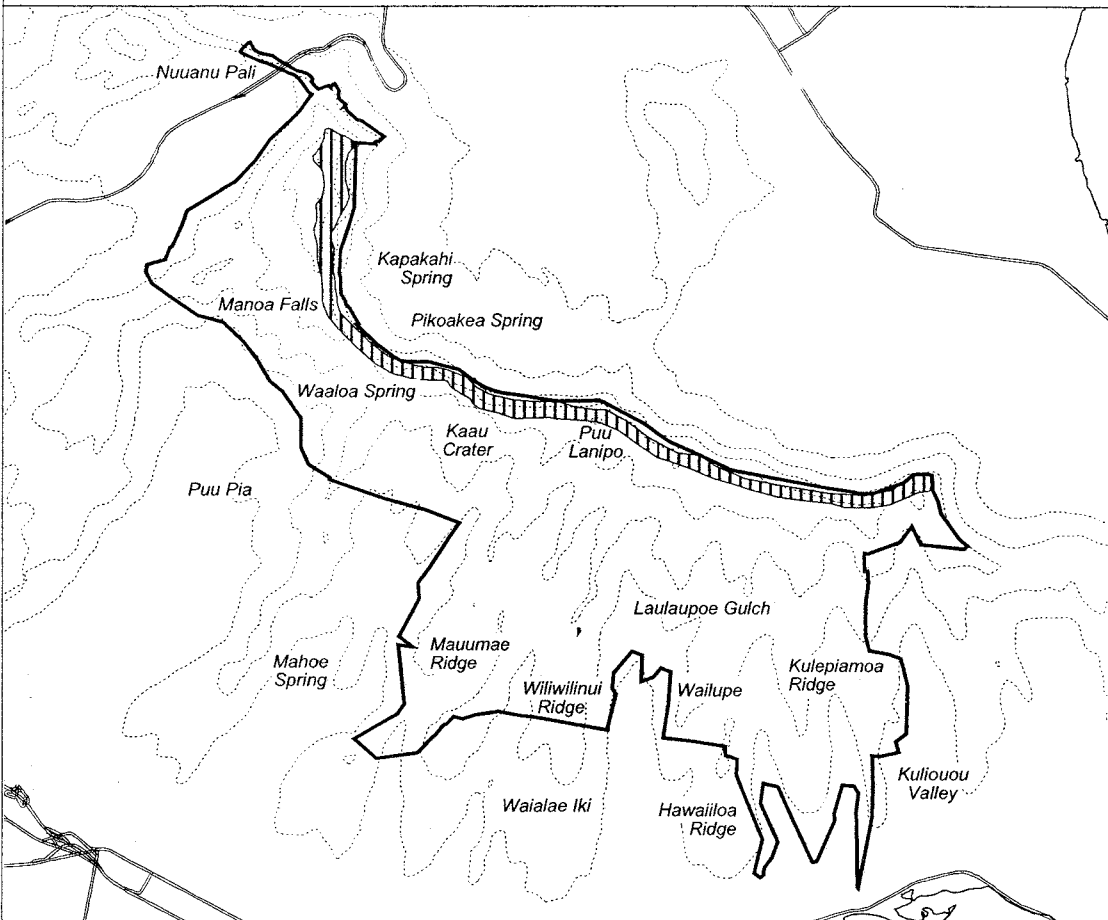 Nuuanu Pali
Kapakahi
Spring
Manoa Falls
Pikoakea Spring
Waaloa Spring
Kaau
Crater
Puu
Lanipo
Puu Pia
Laulaupoe Gulch
Mauumae
Ridge
Mahoe
Spring
Kulepiamoa
Ridge
Wiliwilinui
Ridge
Wailupe
Kuliouou
Valley
Waialae Iki
Hawaiiloa
Ridge